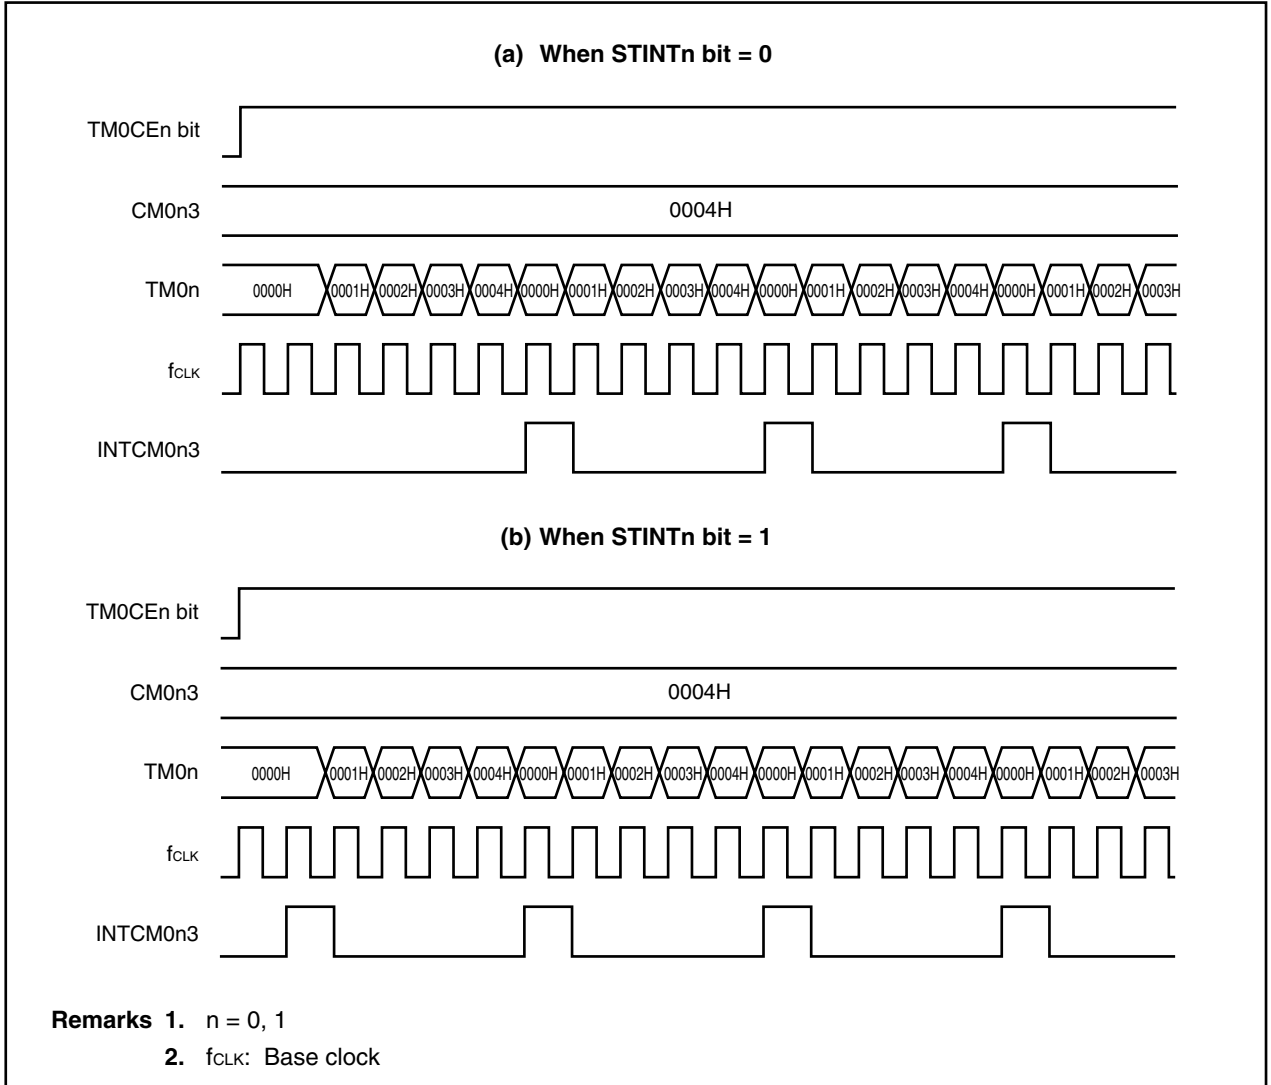 (a) When STINTn bit = 0
TM0CEn bit
CM0n3 0004H
TM0n 0000H 0001H 0002H 0003H 0004H 0000H 0001H 0002H 0003H 0004H 0000H 0001H 0002H 0003H 0004H 0000H 0001H 0002H 0003H
fCLK
INTCM0n3
(b) When STINTn bit = 1
TM0CEn bit
CM0n3 0004H
TM0n 0000H 0001H 0002H 0003H 0004H 0000H 0001H 0002H 0003H 0004H 0000H 0001H 0002H 0003H 0004H 0000H 0001H 0002H 0003H
fCLK
INTCM0n3
Remarks 1. n = 0, 1
2. fCLK: Base clock